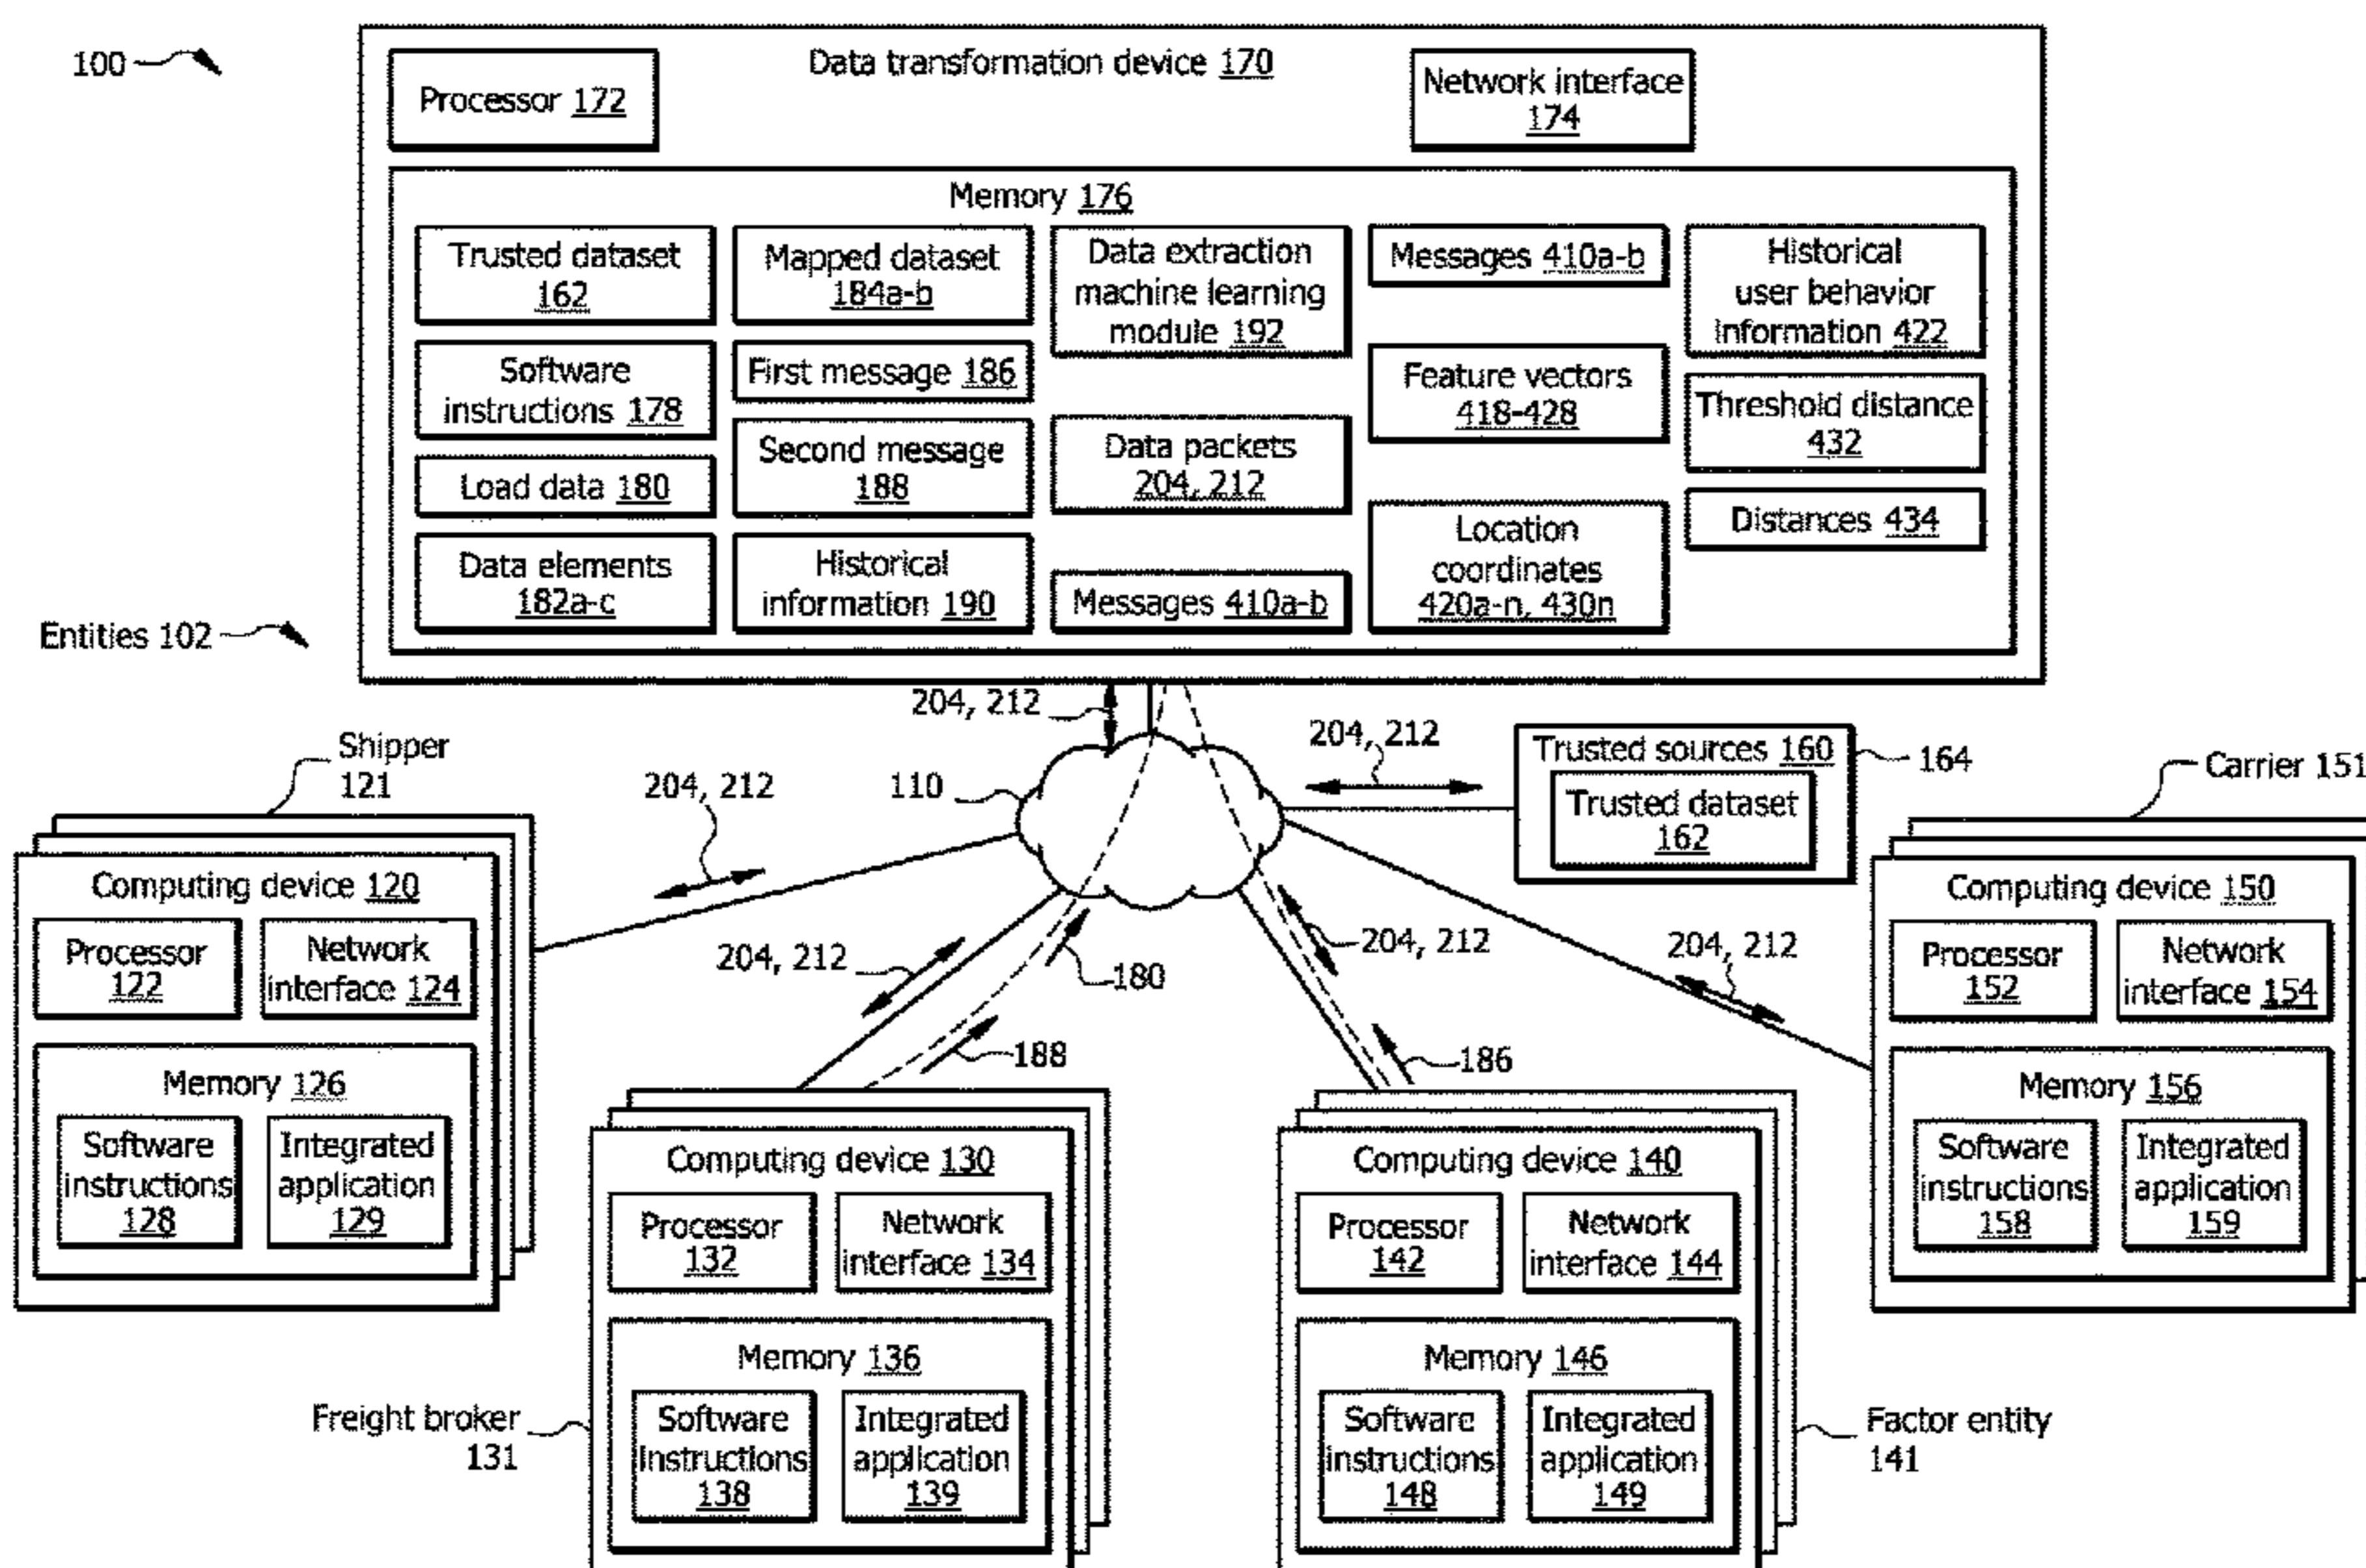 100
Data transformation device 170
Processor 172
Network interface
174
Memory 176
Trusted dataset
162
Software
instructions 178
Load data 180
Data elements
182a-c
Mapped dataset
184a-b
First message 186
Second message
188
Historical
information 190
Data extraction
machine learning
module 192
Data packets
204, 212
Messages 410a-b
Messages 410a-b
Feature vectors
418-428
Location
coordinates
420a-n, 430n
Historical
user behavior
information 422
Threshold distance
432
Distances 434
Entities 102
204, 212
110
204, 212
Trusted sources 160
Trusted dataset
162
164
Shipper
121
204, 212
Computing device 120
Processor
122
Network
interface 124
Memory 126
Software
instructions
128
Integrated
application
129
204, 212
180
188
204, 212
186
204, 212
Carrier 151
Computing device 150
Processor
152
Network
interface 154
Memory 156
Software
instructions
158
Integrated
application
159
Freight broker
131
Computing device 130
Processor
132
Network
interface 134
Memory 136
Software
instructions
138
Integrated
application
139
Computing device 140
Processor
142
Network
interface 144
Memory 146
Software
instructions
148
Integrated
application
149
Factor entity
141